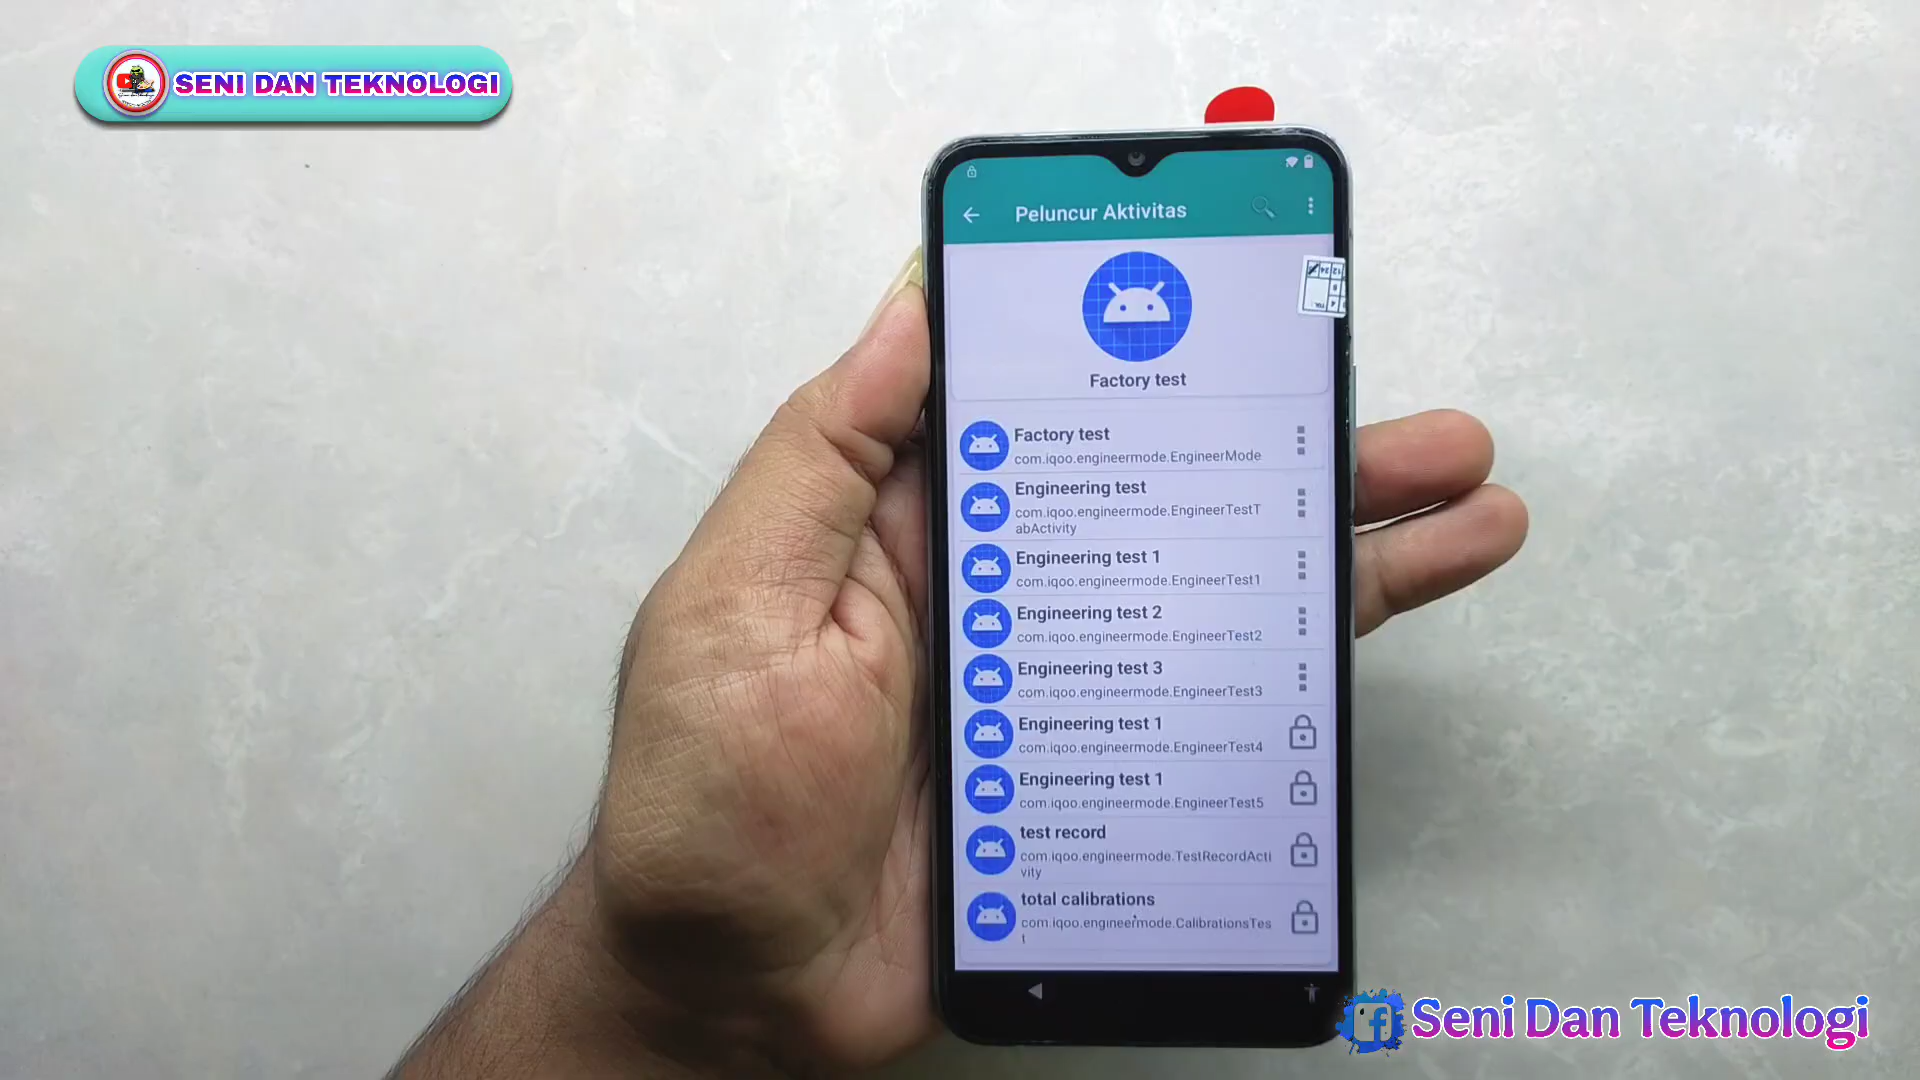 SENI DAN TEKNOLOGI
Peluncur Aktivitas
Factory test
Factory test
com.iqoo.engineermode.EngineerMode
Engineering test
com.iqoo.engineermode.EngineerTestT
abActivity
Engineering test 1
com.iqoo.engineermode.EngineerTest1
Engineering test 2
com.iqoo.engineermode.EngineerTest2
Engineering test 3
com.iqoo.engineermode.EngineerTest3
Engineering test 1
com.iqoo.engineermode.EngineerTest4
Engineering test 1
com.iqoo.engineermode.EngineerTest5
test record
com.iqoo.engineermode.TestRecordActi
vity
total calibrations
com.iqoo.engineermode.CalibrationsTes
t
Seni Dan Teknologi